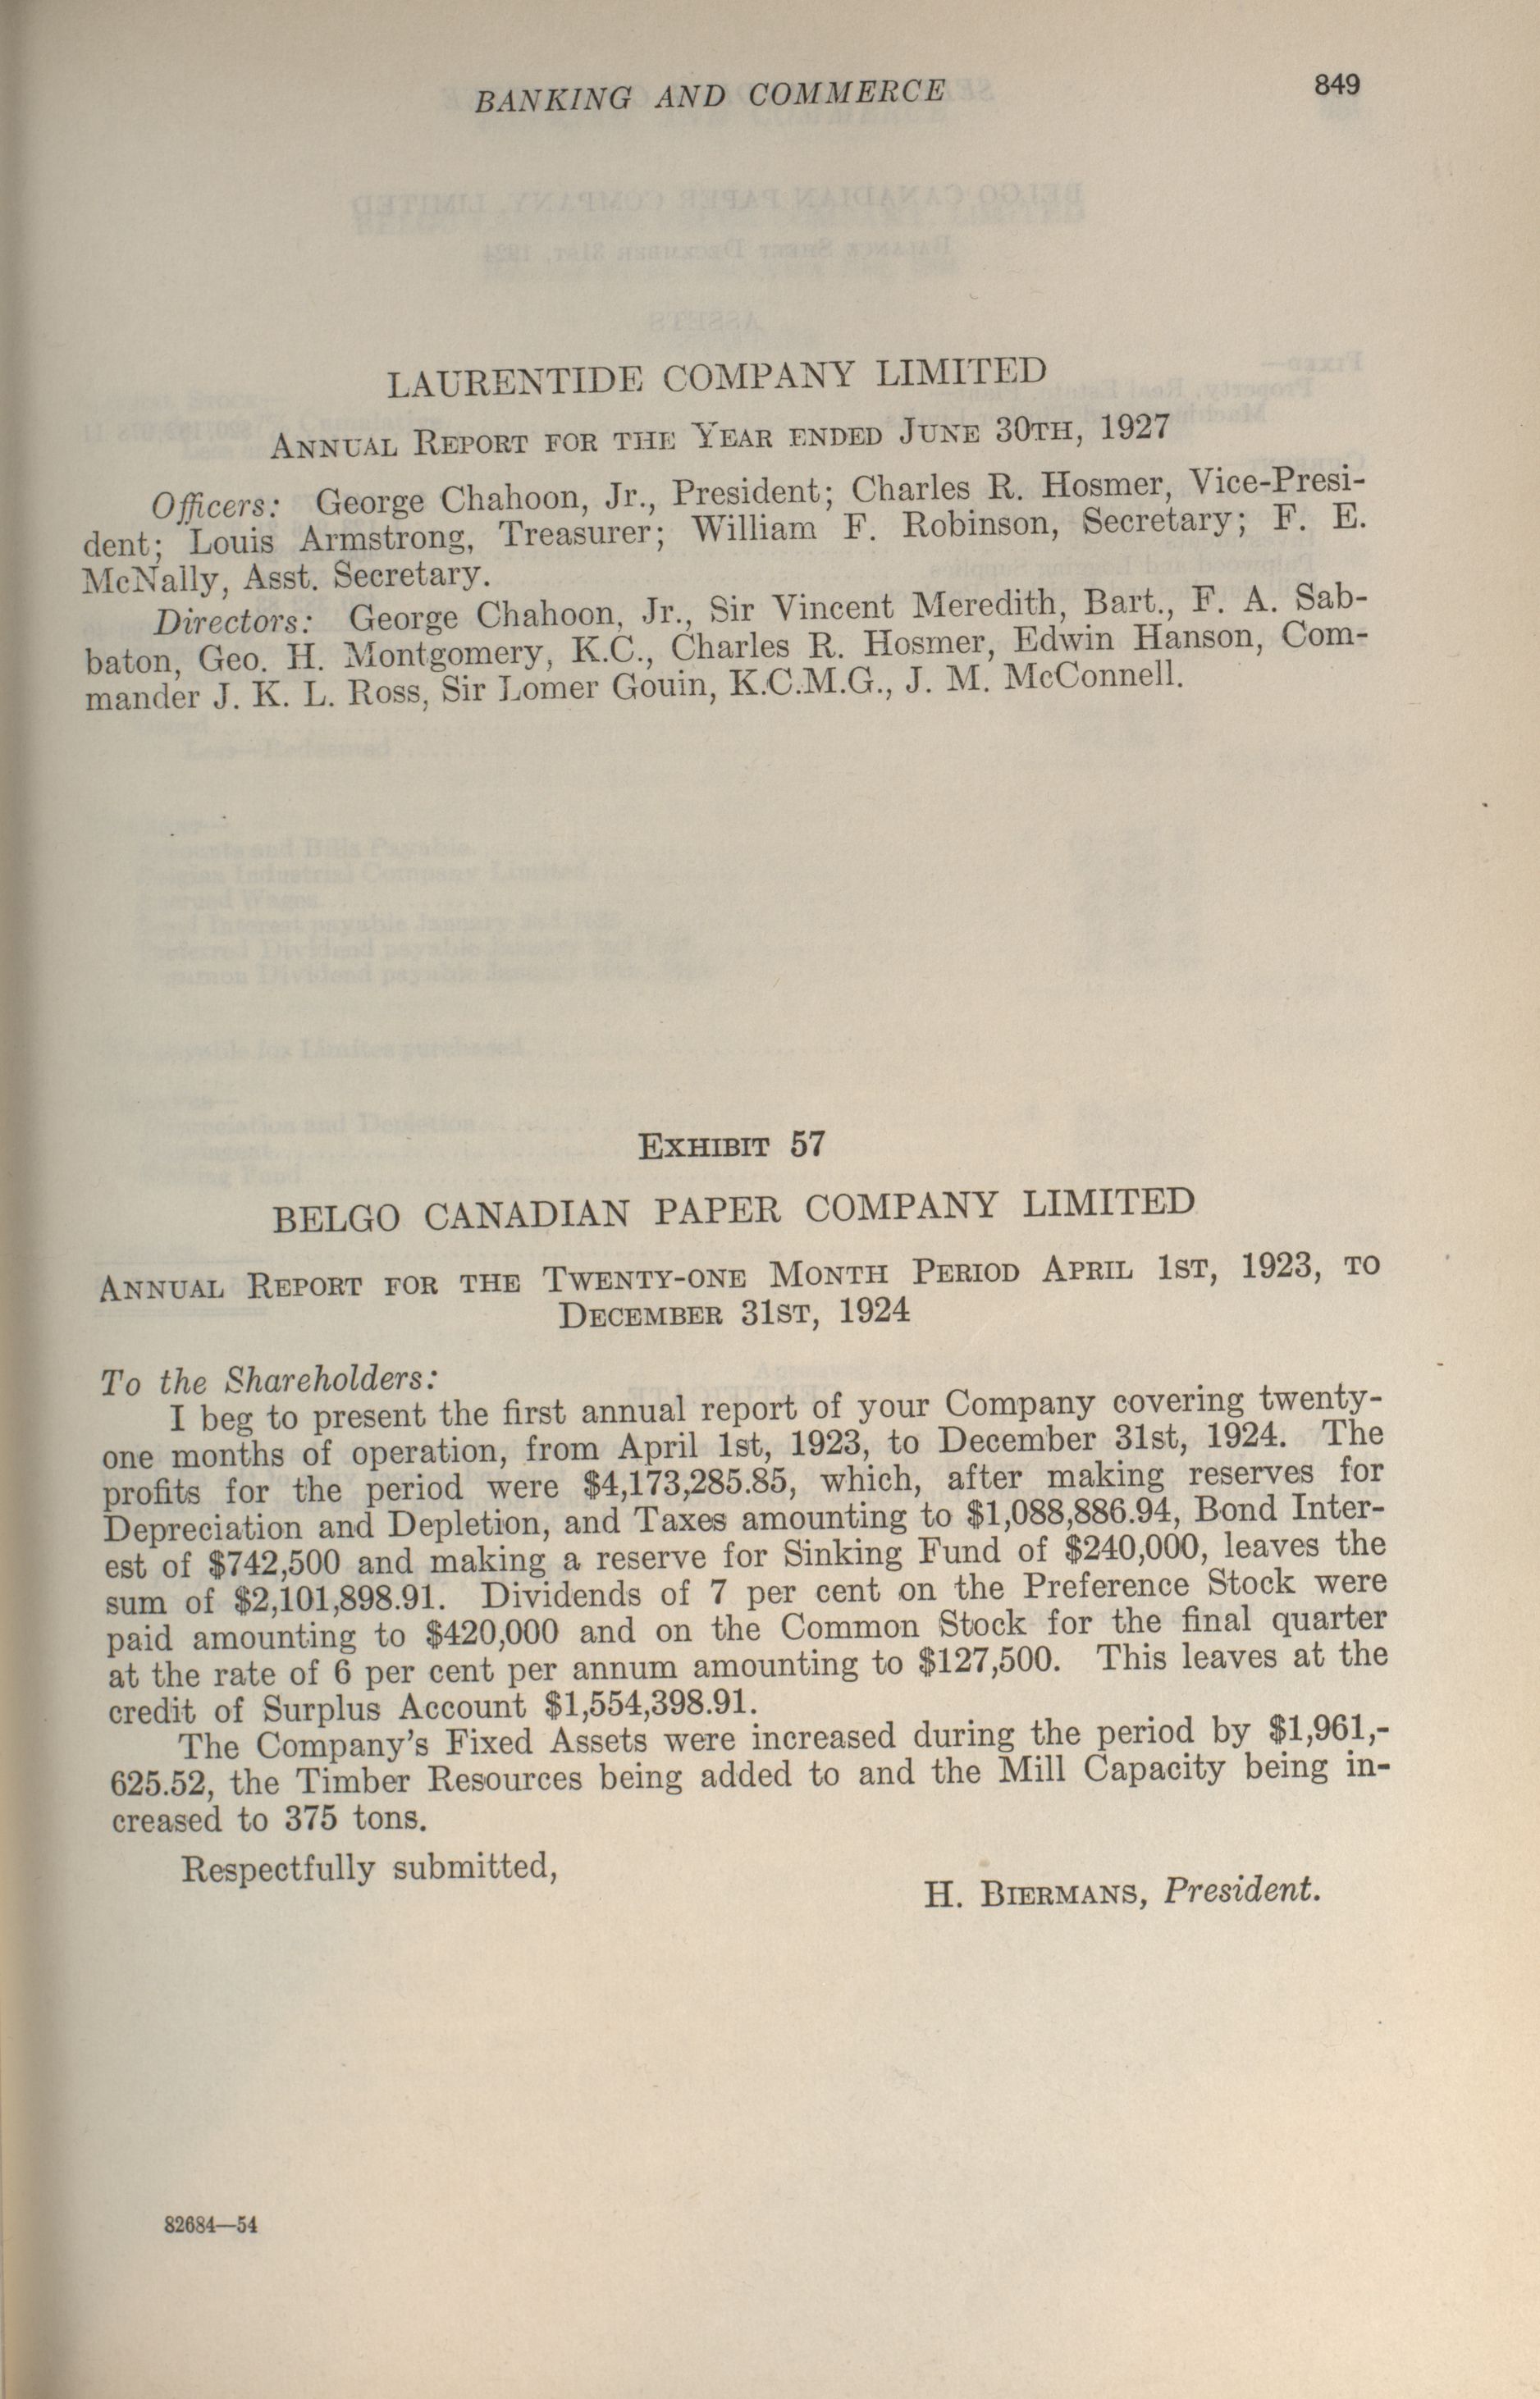 BANKING AND COMMERCE 849
LAURENTIDE COMPANY LIMITED
ANNUAL REPORT FOR THE YEAR ENDED JUNE 30TH, 1927
Officers: George Chahoon, Jr., President; Charles R. Hosmer, Vice-Presi-
dent; Louis Armstrong, Treasurer; William F. Robinson, Secretary; F. E.
McNally, Asst. Secretary.
Directors: George Chahoon, Jr., Sir Vincent Meredith, Bart., F. A. Sab-
baton, Geo. H. Montgomery, K.C., Charles R. Hosmer, Edwin Hanson, Com-
mander J. K. L. Ross, Sir Lomer Gouin, K.C.M.G., J. M. McConnell.
EXHIBIT 57
BELGO CANADIAN PAPER COMPANY LIMITED
ANNUAL REPORT FOR THE TWENTY-ONE MONTH PERIOD APRIL 1ST, 1923, TO
DECEMBER 31ST, 1924
To the Shareholders:
I beg to present the first annual report of your Company covering twenty-
one months of operation, from April 1st, 1923, to December 31st, 1924. The
profits for the period were $4,173,285.85, which, after making reserves for
Depreciation and Depletion, and Taxes amounting to $1,088,886.94, Bond Inter-
est of $742,500 and making a reserve for Sinking Fund of $240,000, leaves the
sum of $2,101,898.91. Dividends of 7 per cent on the Preference Stock were
paid amounting to $420,000 and on the Common Stock for the final quarter
at the rate of 6 per cent per annum amounting to $127,500. This leaves at the
credit of Surplus Account $1,554,398.91.
The Company's Fixed Assets were increased during the period by $1,961,-
625.52, the Timber Resources being added to and the Mill Capacity being in-
creased to 375 tons.
Respectfully submitted,
H. BIERMANS, President.
82684—54